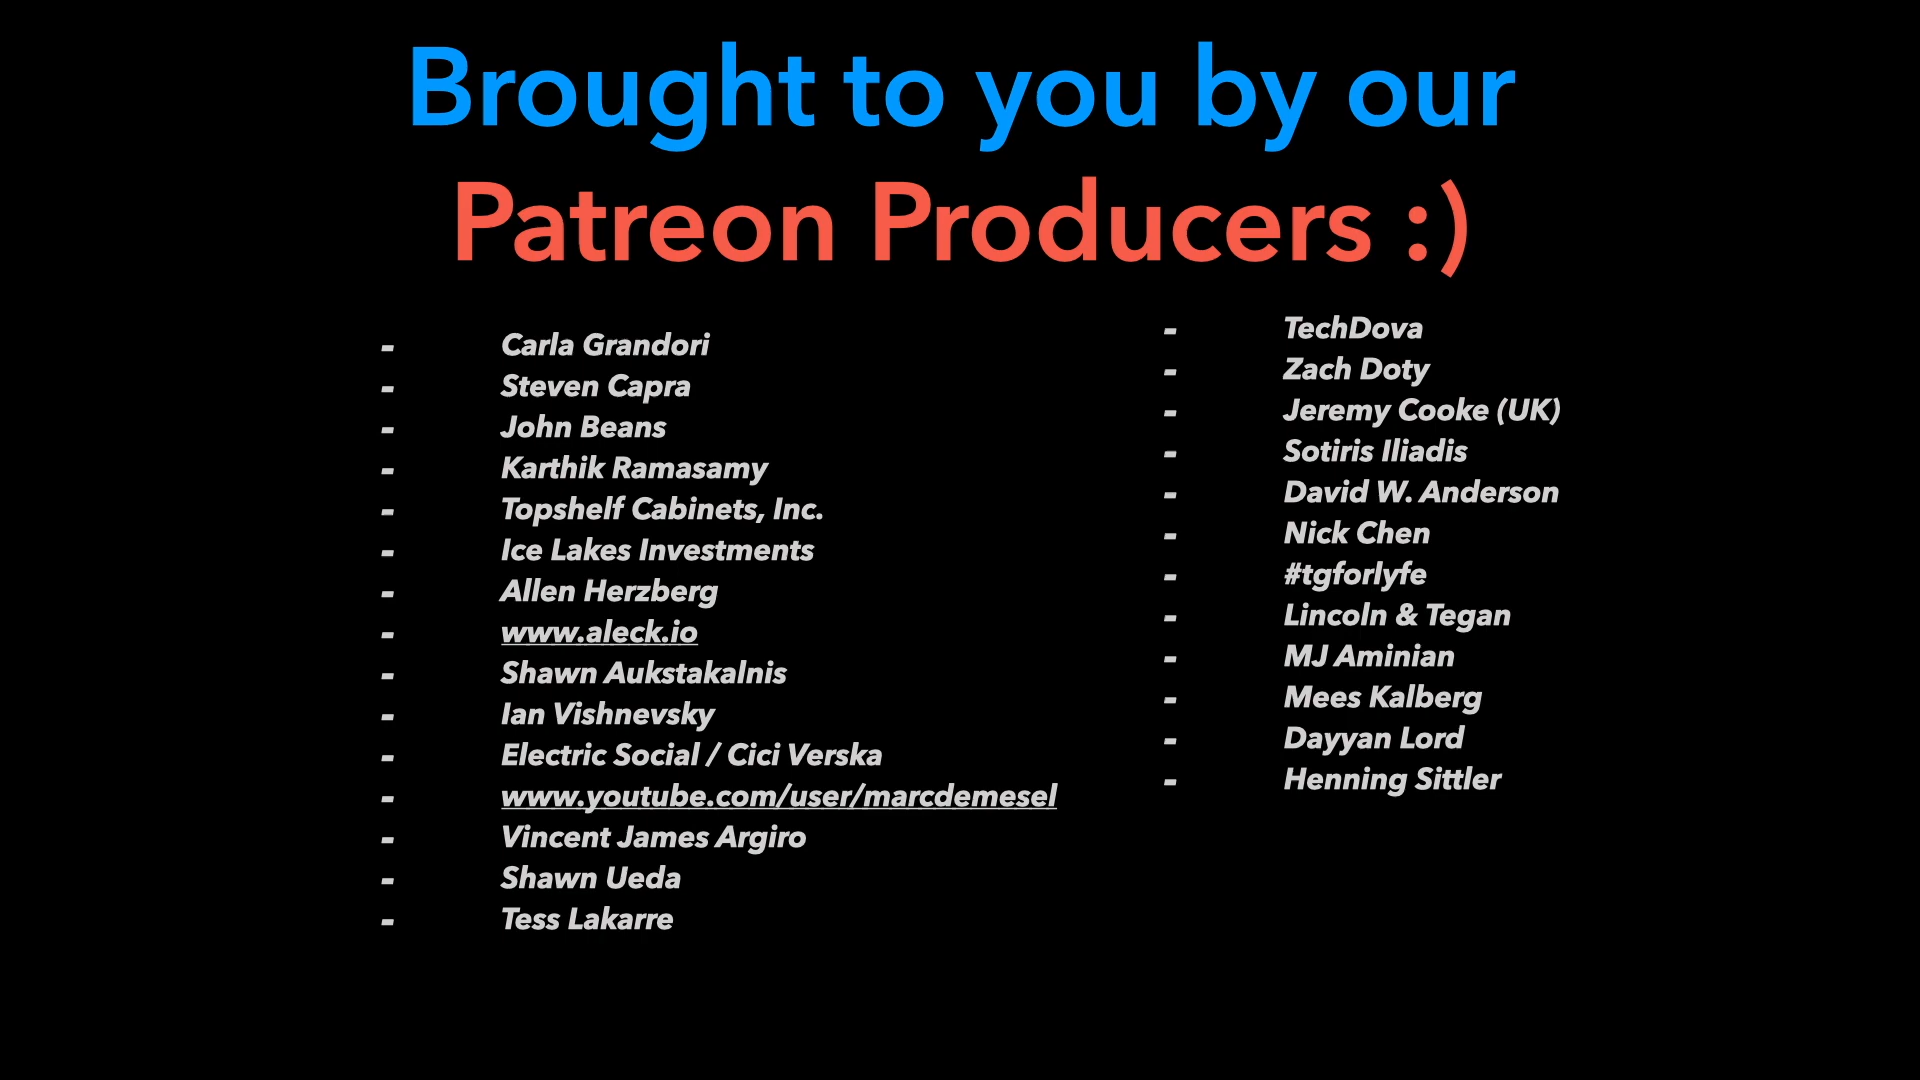 Brought to you by our
Patreon Producers :)
- Carla Grandori
- Steven Capra
- John Beans
- Karthik Ramasamy
- Topshelf Cabinets, Inc.
- Ice Lakes Investments
- Allen Herzberg
- www.aleck.io
- Shawn Aukstakalnis
- Ian Vishnevsky
- Electric Social / Cici Verska
- www.youtube.com/user/marcdemesel
- Vincent James Argiro
- Shawn Ueda
- Tess Lakarre
- TechDova
- Zach Doty
- Jeremy Cooke (UK)
- Sotiris Iliadis
- David W. Anderson
- Nick Chen
- #tgforlyfe
- Lincoln & Tegan
- MJ Aminian
- Mees Kalberg
- Dayyan Lord
- Henning Sittler